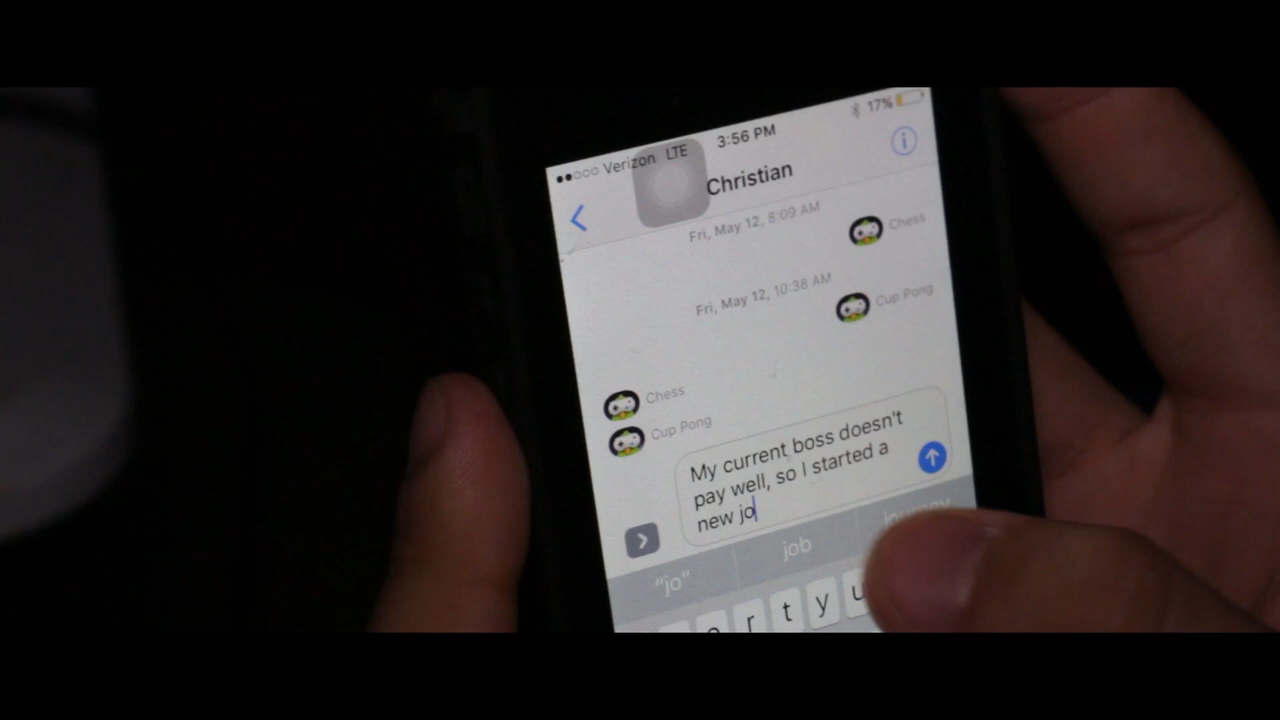 ●●○○○ Verizon LTE 3:56 PM 17%
Christian
Fri, May 12, 8:09 AM
Chess
Fri, May 12, 10:38 AM
Cup Pong
Chess
Cup Pong
My current boss doesn't
pay well, so I started a
new jo
"jo" job journey
r t y u